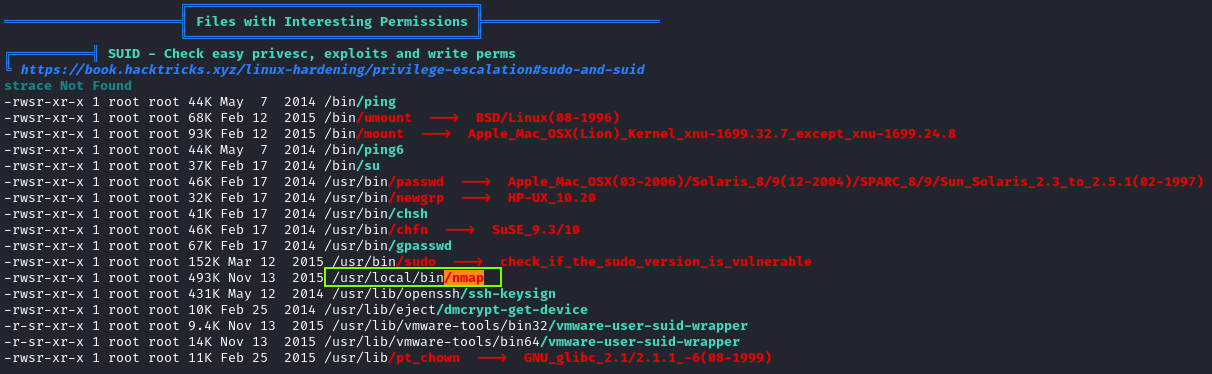 Files with Interesting Permissions
SUID - Check easy privesc, exploits and write perms
https://book.hacktricks.xyz/linux-hardening/privilege-escalation#sudo-and-suid
strace Not Found
-rwsr-xr-x 1 root root 44K May  7  2014 /bin/ping
-rwsr-xr-x 1 root root 68K Feb 12  2015 /bin/umount  --->  BSD/Linux(08-1996)
-rwsr-xr-x 1 root root 93K Feb 12  2015 /bin/mount  --->  Apple_Mac_OSX(Lion)_Kernel_xnu-1699.32.7_except_xnu-1699.24.8
-rwsr-xr-x 1 root root 44K May  7  2014 /bin/ping6
-rwsr-xr-x 1 root root 37K Feb 17  2014 /bin/su
-rwsr-xr-x 1 root root 46K Feb 17  2014 /usr/bin/passwd  --->  Apple_Mac_OSX(03-2006)/Solaris_8/9(12-2004)/SPARC_8/9/Sun_Solaris_2.3_to_2.5.1(02-1997)
-rwsr-xr-x 1 root root 32K Feb 17  2014 /usr/bin/newgrp  --->  HP-UX_10.20
-rwsr-xr-x 1 root root 41K Feb 17  2014 /usr/bin/chsh
-rwsr-xr-x 1 root root 46K Feb 17  2014 /usr/bin/chfn  --->  SuSE_9.3/10
-rwsr-xr-x 1 root root 67K Feb 17  2014 /usr/bin/gpasswd
-rwsr-xr-x 1 root root 152K Mar 12  2015 /usr/bin/sudo  --->  check_if_the_sudo_version_is_vulnerable
-rwsr-xr-x 1 root root 493K Nov 13  2015 /usr/local/bin/nmap
-rwsr-xr-x 1 root root 431K May 12  2014 /usr/lib/openssh/ssh-keysign
-rwsr-xr-x 1 root root 10K Feb 25  2014 /usr/lib/eject/dmcrypt-get-device
-r-sr-xr-x 1 root root 9.4K Nov 13  2015 /usr/lib/vmware-tools/bin32/vmware-user-suid-wrapper
-r-sr-xr-x 1 root root 14K Nov 13  2015 /usr/lib/vmware-tools/bin64/vmware-user-suid-wrapper
-rwsr-xr-x 1 root root 11K Feb 25  2015 /usr/lib/pt_chown  --->  GNU_glibc_2.1/2.1.1_-6(08-1999)